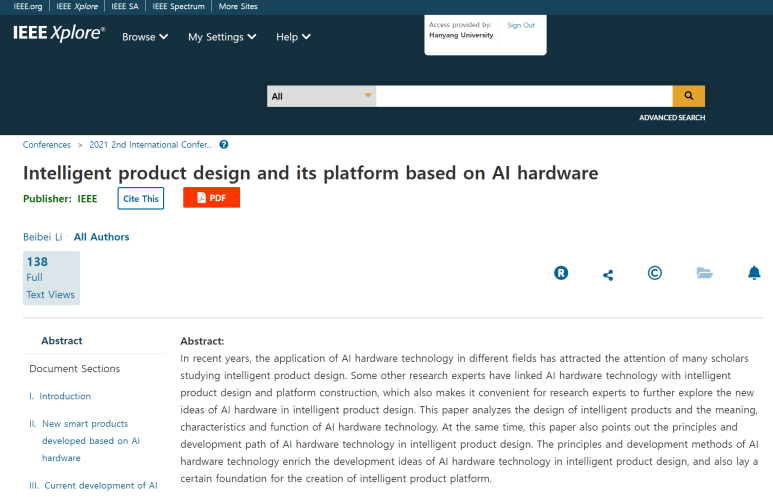 IEEE.org IEEE Xplore IEEE SA IEEE Spectrum More Sites
IEEE Xplore® Browse My Settings Help
Access provided by: Sign Out
Hanyang University
All
ADVANCED SEARCH
Conferences > 2021 2nd International Confer... ?
Intelligent product design and its platform based on AI hardware
Publisher: IEEE Cite This PDF
Beibei Li All Authors
138
Full
Text Views
R ©
Abstract
Document Sections
I. Introduction
II. New smart products
developed based on AI
hardware
III. Current development of AI
Abstract:
In recent years, the application of AI hardware technology in different fields has attracted the attention of many scholars
studying intelligent product design. Some other research experts have linked AI hardware technology with intelligent
product design and platform construction, which also makes it convenient for research experts to further explore the new
ideas of AI hardware in intelligent product design. This paper analyzes the design of intelligent products and the meaning,
characteristics and function of AI hardware technology. At the same time, this paper also points out the principles and
development path of AI hardware technology in intelligent product design. The principles and development methods of AI
hardware technology enrich the development ideas of AI hardware technology in intelligent product design, and also lay a
certain foundation for the creation of intelligent product platform.